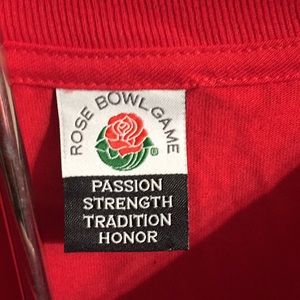 ROSE BOWL GAME
®
PASSION
STRENGTH
TRADITION
HONOR